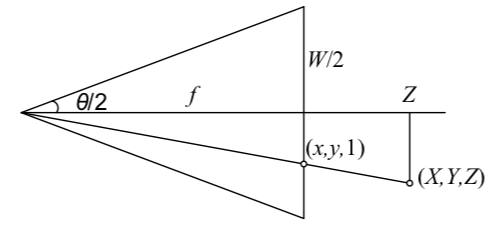 W/2
θ/2
f
Z
(x,y,1)
(X,Y,Z)